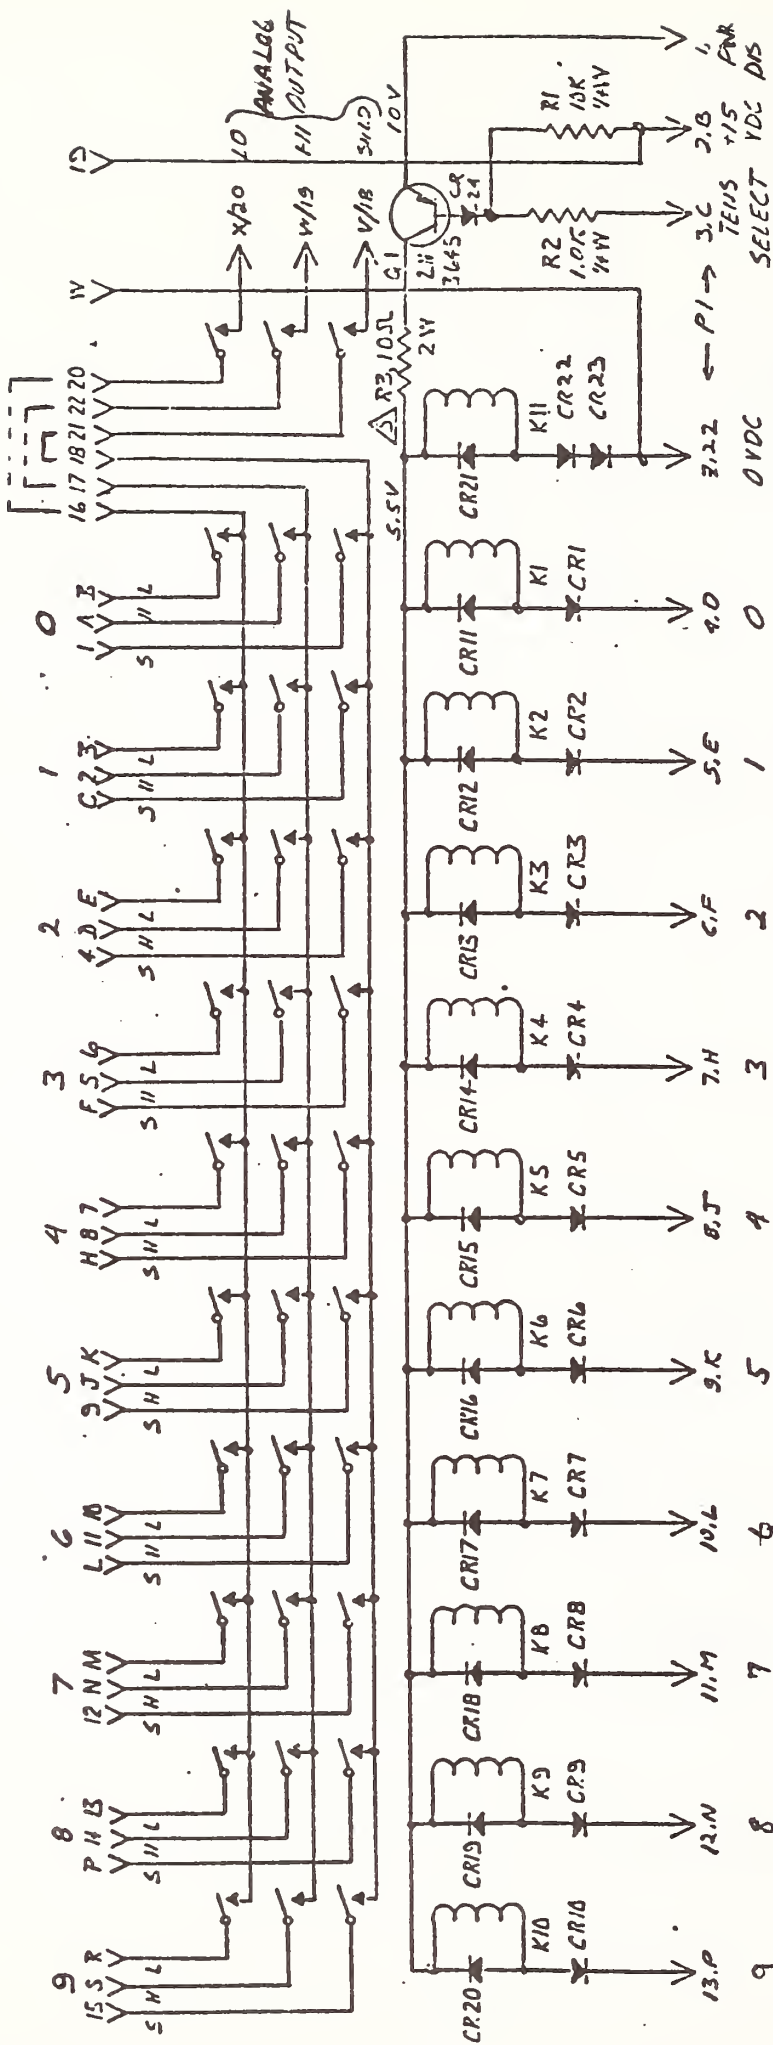 9 8 7 6 5 4 3 2 1 0
15 S R P H 13 12 N M L 11 10 9 J K H 8 7 F 5 6 4 D E C 2 3 1 A B 16 17 18 21 22 20 W 19
S H L S H L S H L S H L S H L S H L S H L S H L S H L S H L
X/20 LO
ANALOG
W/19 HI
OUTPUT
V/18 SHLD
5.5V 5 R3 10Ω Q1 10V
2W 2N
3645
CR20 CR19 CR18 CR17 CR16 CR15 CR14 CR13 CR12 CR11 CR21 CR
24
K10 K9 K8 K7 K6 K5 K4 K3 K2 K1 K11 R2 R1
1.0K 10K
1/4W 1/4W
CR10 CR9 CR8 CR7 CR6 CR5 CR4 CR3 CR2 CR1 CR22
CR23
13.P 12.N 11.M 10.L 9.K 8.J 7.H 6.F 5.E 4.D Z.22 ← P1 → 3.C 2.B 1.
9 8 7 6 5 4 3 2 1 0 0 VDC TENS +15 PWR
SELECT VDC DIS